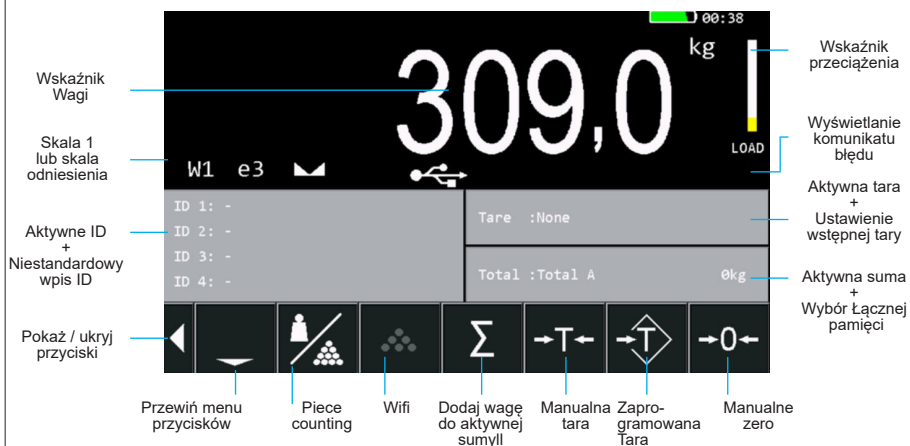 00:38
309,0 kg
LOAD
W1 e3
ID 1: -
ID 2: -
ID 3: -
ID 4: -
Tare :None
Total :Total A 0kg
→T←
→T←
→0←
Σ
Wskaźnik
Wagi
Skala 1
lub skala
odniesienia
Aktywne ID
+
Niestandardowy
wpis ID
Pokaż / ukryj
przyciski
Wskaźnik
przeciążenia
Wyświetlanie
komunikatu
błędu
Aktywna tara
+
Ustawienie
wstępnej tary
Aktywna suma
+
Wybór Łącznej
pamięci
Przewiń menu
przycisków
Piece
counting
Wifi
Dodaj wagę
do aktywnej
sumyll
Manualna
tara
Zapro-
gramowana
Tara
Manualne
zero